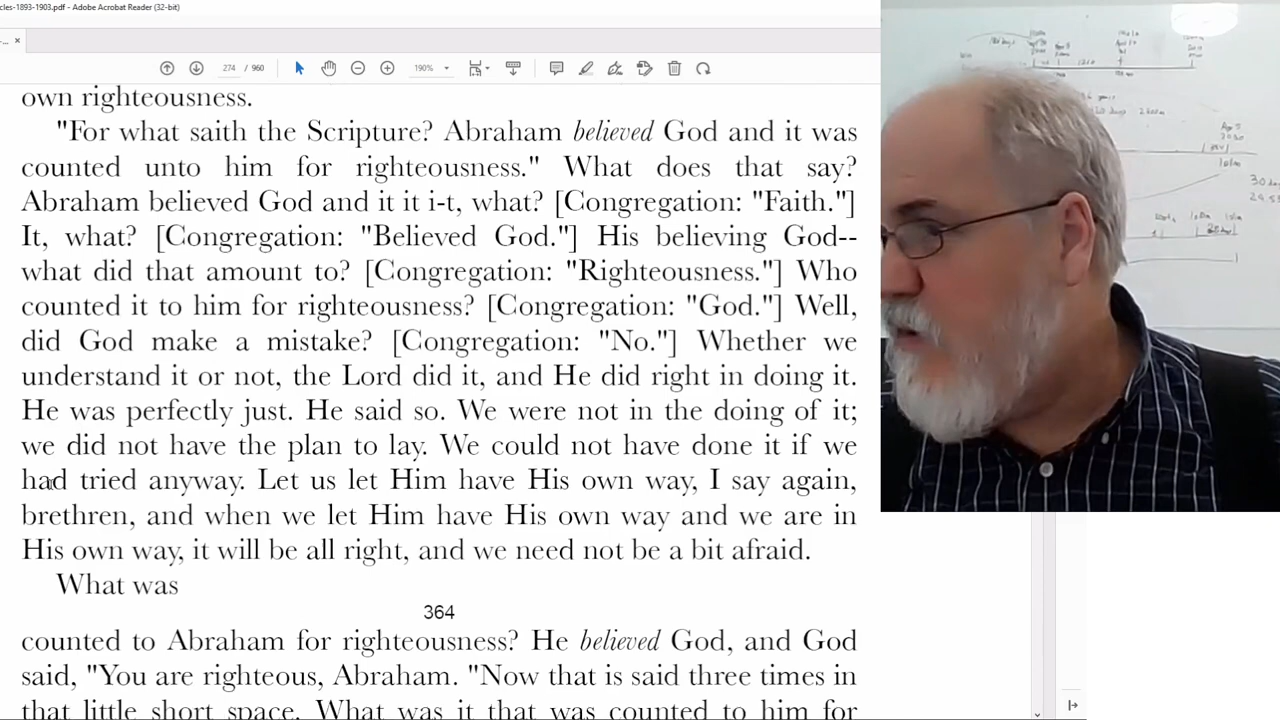 cles-1893-1903.pdf - Adobe Acrobat Reader (32-bit)
274 / 960
190%
own righteousness.
"For what saith the Scripture? Abraham believed God and it was
counted unto him for righteousness." What does that say?
Abraham believed God and it it i-t, what? [Congregation: "Faith."]
It, what? [Congregation: "Believed God."] His believing God--
what did that amount to? [Congregation: "Righteousness."] Who
counted it to him for righteousness? [Congregation: "God."] Well,
did God make a mistake? [Congregation: "No."] Whether we
understand it or not, the Lord did it, and He did right in doing it.
He was perfectly just. He said so. We were not in the doing of it;
we did not have the plan to lay. We could not have done it if we
had tried anyway. Let us let Him have His own way, I say again,
brethren, and when we let Him have His own way and we are in
His own way, it will be all right, and we need not be a bit afraid.
What was
364
counted to Abraham for righteousness? He believed God, and God
said, "You are righteous, Abraham. "Now that is said three times in
that little short space. What was it that was counted to him for